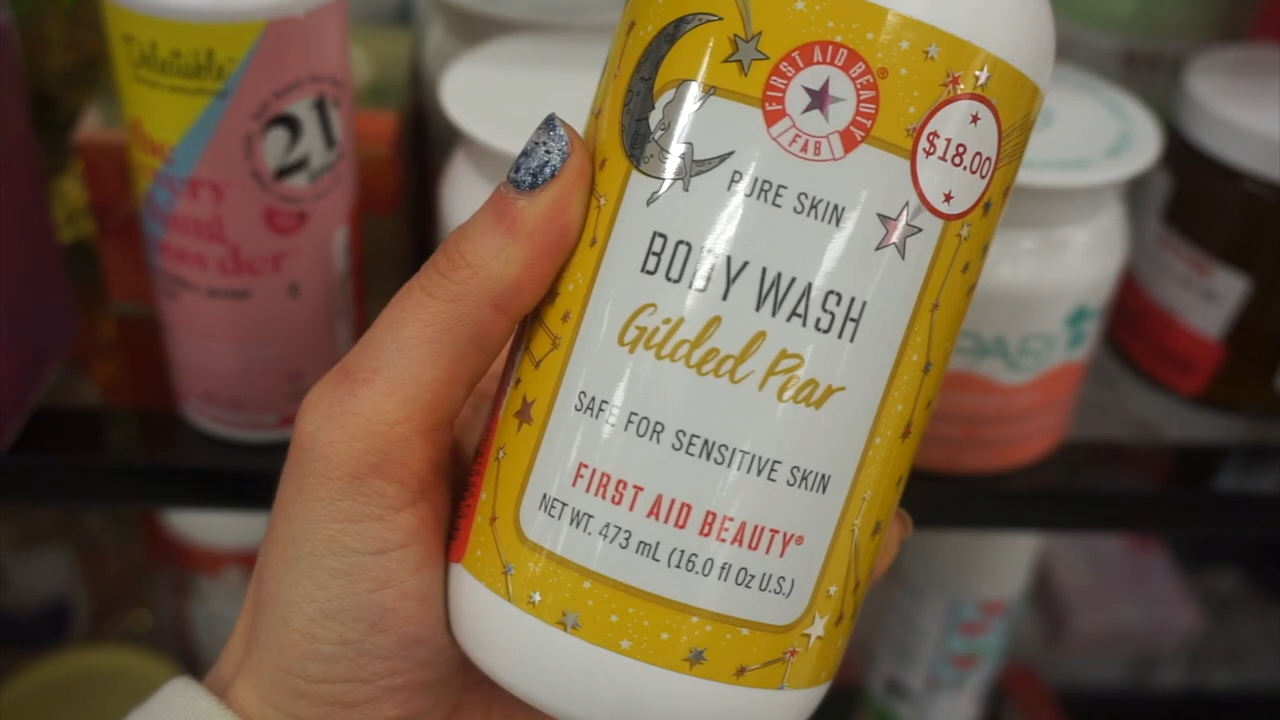 FIRST AID BEAUTY®
FAB
$18.00
PURE SKIN
BODY WASH
Gilded Pear
SAFE FOR SENSITIVE SKIN
FIRST AID BEAUTY®
NET WT. 473 mL (16.0 fl Oz U.S.)
21